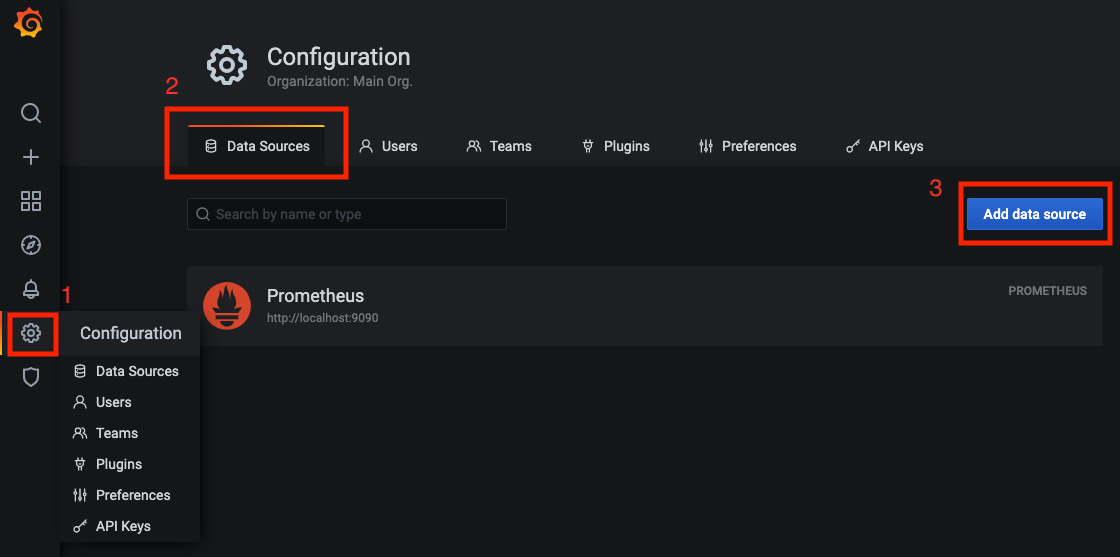 Configuration
Organization: Main Org.
2
Data Sources
Users
Teams
Plugins
Preferences
API Keys
3
Search by name or type
Add data source
Prometheus
http://localhost:9090
PROMETHEUS
1
Configuration
Data Sources
Users
Teams
Plugins
Preferences
API Keys